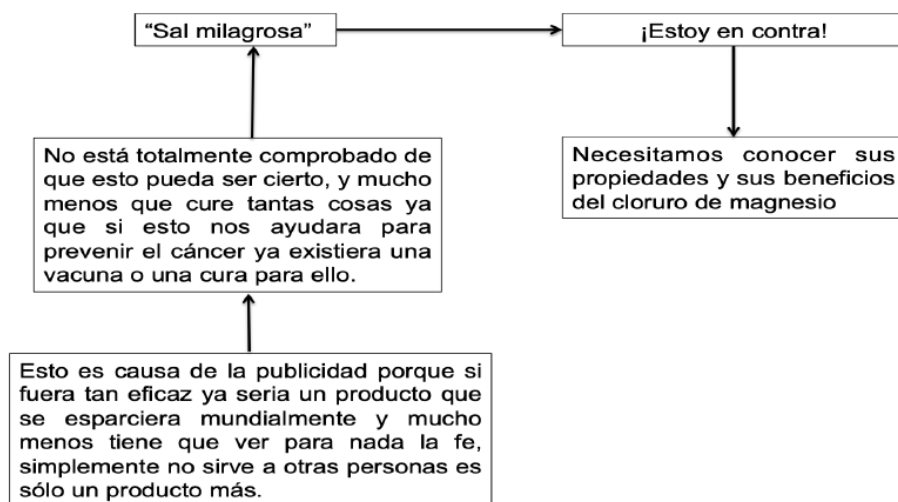 “Sal milagrosa”
¡Estoy en contra!
No está totalmente comprobado de
que esto pueda ser cierto, y mucho
menos que cure tantas cosas ya
que si esto nos ayudara para
prevenir el cáncer ya existiera una
vacuna o una cura para ello.
Necesitamos conocer sus
propiedades y sus beneficios
del cloruro de magnesio
Esto es causa de la publicidad porque si
fuera tan eficaz ya seria un producto que
se esparciera mundialmente y mucho
menos tiene que ver para nada la fe,
simplemente no sirve a otras personas es
sólo un producto más.